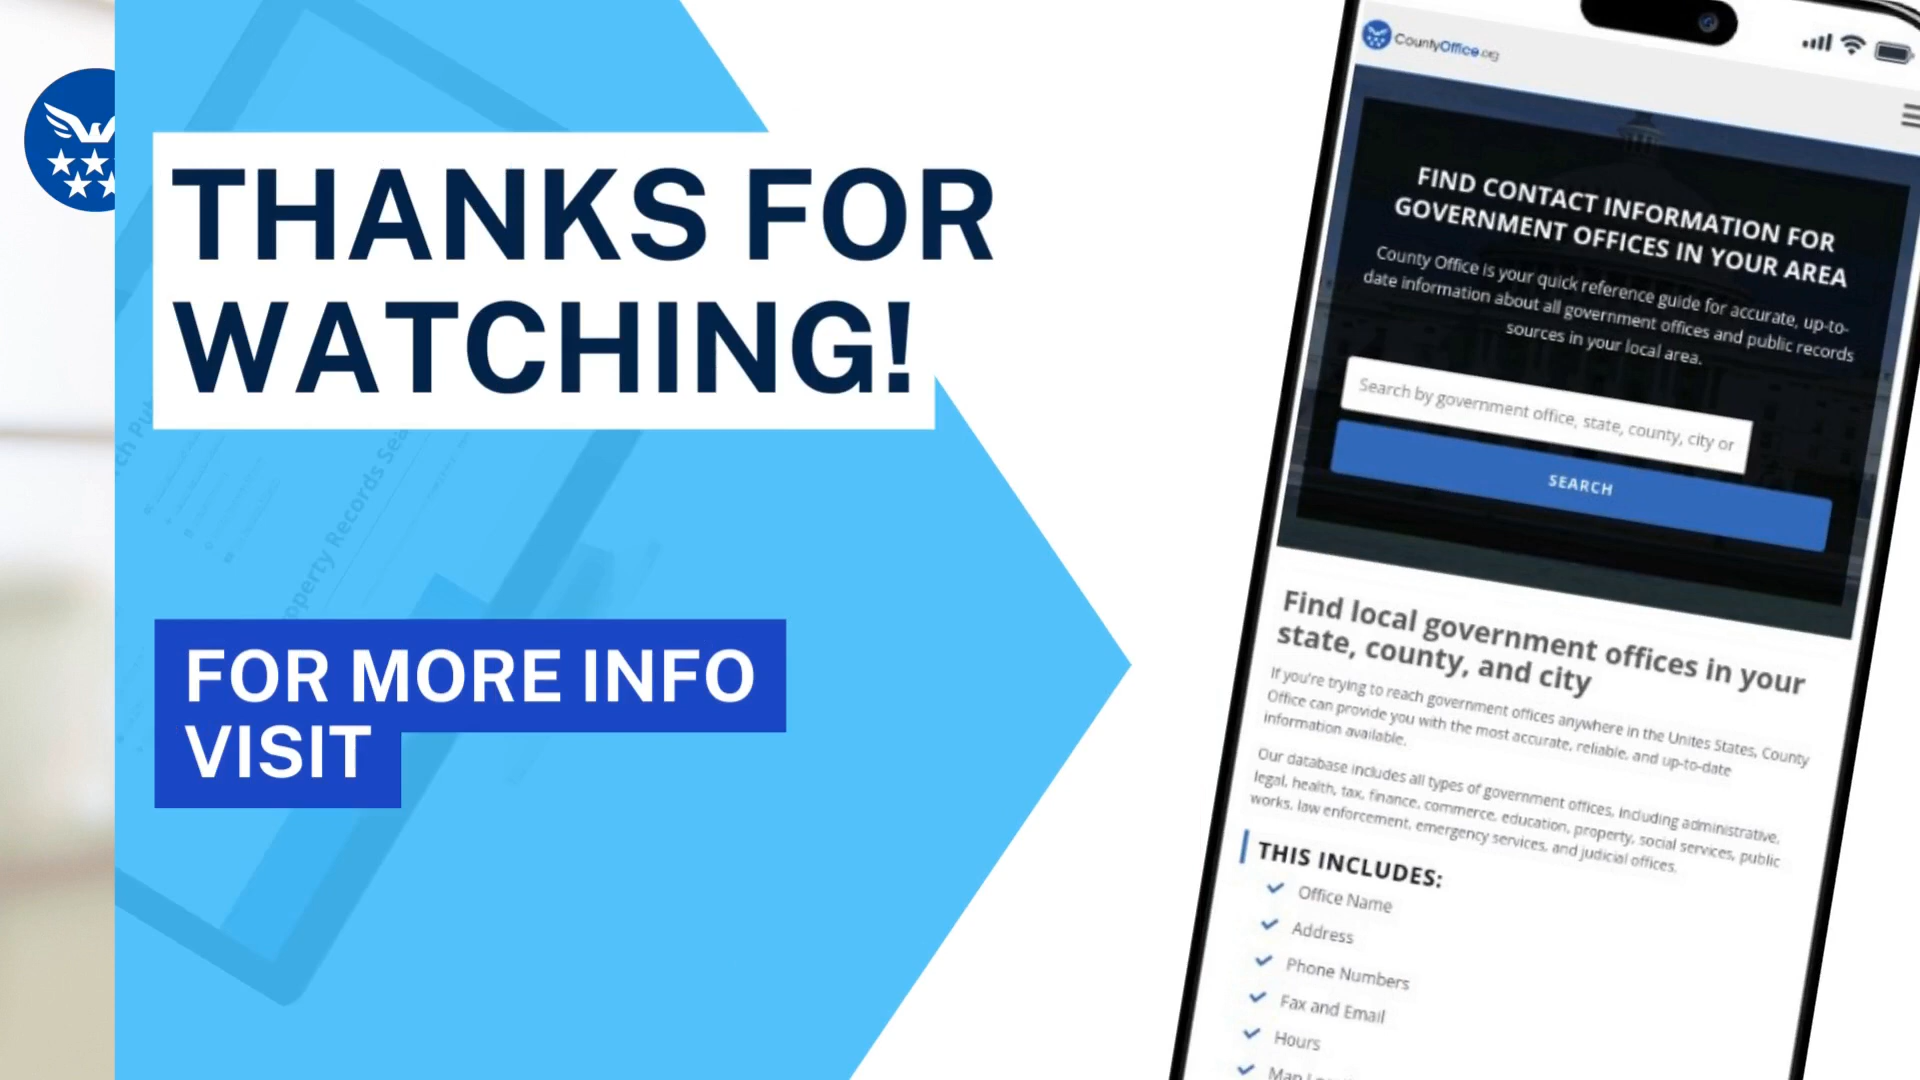 THANKS FOR
WATCHING!
FOR MORE INFO
VISIT
CountyOffice.org
FIND CONTACT INFORMATION FOR
GOVERNMENT OFFICES IN YOUR AREA
County Office is your quick reference guide for accurate, up-to-
date information about all government offices and public records
sources in your local area.
Search by government office, state, county, city or
SEARCH
Find local government offices in your
state, county, and city
If you're trying to reach government offices anywhere in the Unites States, County
Office can provide you with the most accurate, reliable, and up-to-date
information available.
Our database includes all types of government offices, including administrative,
legal, health, tax, finance, commerce, education, property, social services, public
works, law enforcement, emergency services, and judicial offices.
THIS INCLUDES:
Office Name
Address
Phone Numbers
Fax and Email
Hours
Map
operty Records Sea